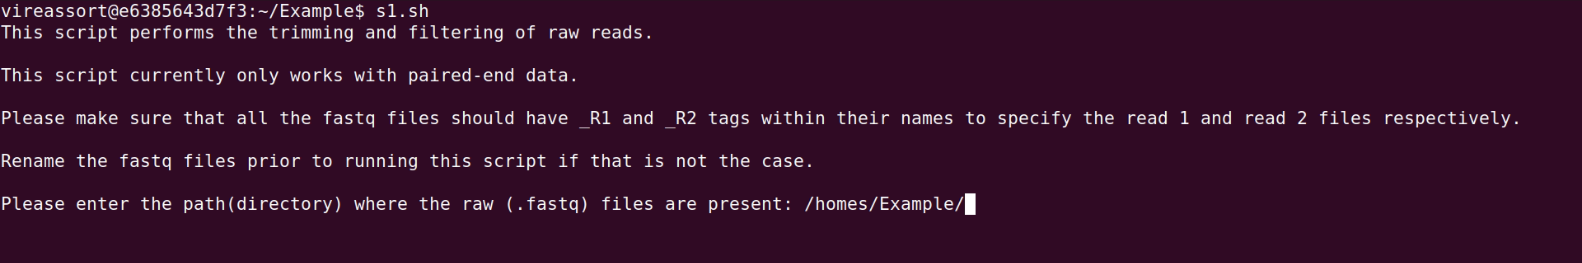 vireassort@e6385643d7f3:~/Example$ s1.sh
This script performs the trimming and filtering of raw reads.
This script currently only works with paired-end data.
Please make sure that all the fastq files should have _R1 and _R2 tags within their names to specify the read 1 and read 2 files respectively.
Rename the fastq files prior to running this script if that is not the case.
Please enter the path(directory) where the raw (.fastq) files are present: /homes/Example/